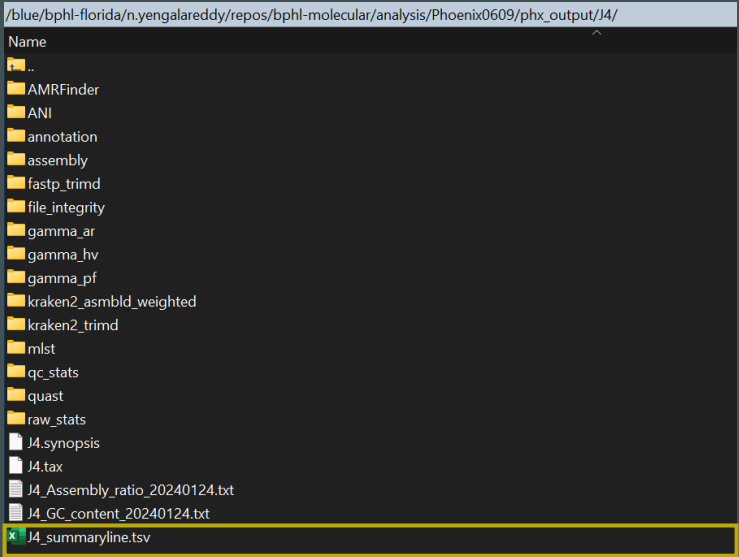 /blue/bphl-florida/n.yengalareddy/repos/bphl-molecular/analysis/Phoenix0609/phx_output/J4/
Name
..
AMRFinder
ANI
annotation
assembly
fastp_trimd
file_integrity
gamma_ar
gamma_hv
gamma_pf
kraken2_asmbld_weighted
kraken2_trimd
mlst
qc_stats
quast
raw_stats
J4.synopsis
J4.tax
J4_Assembly_ratio_20240124.txt
J4_GC_content_20240124.txt
J4_summaryline.tsv